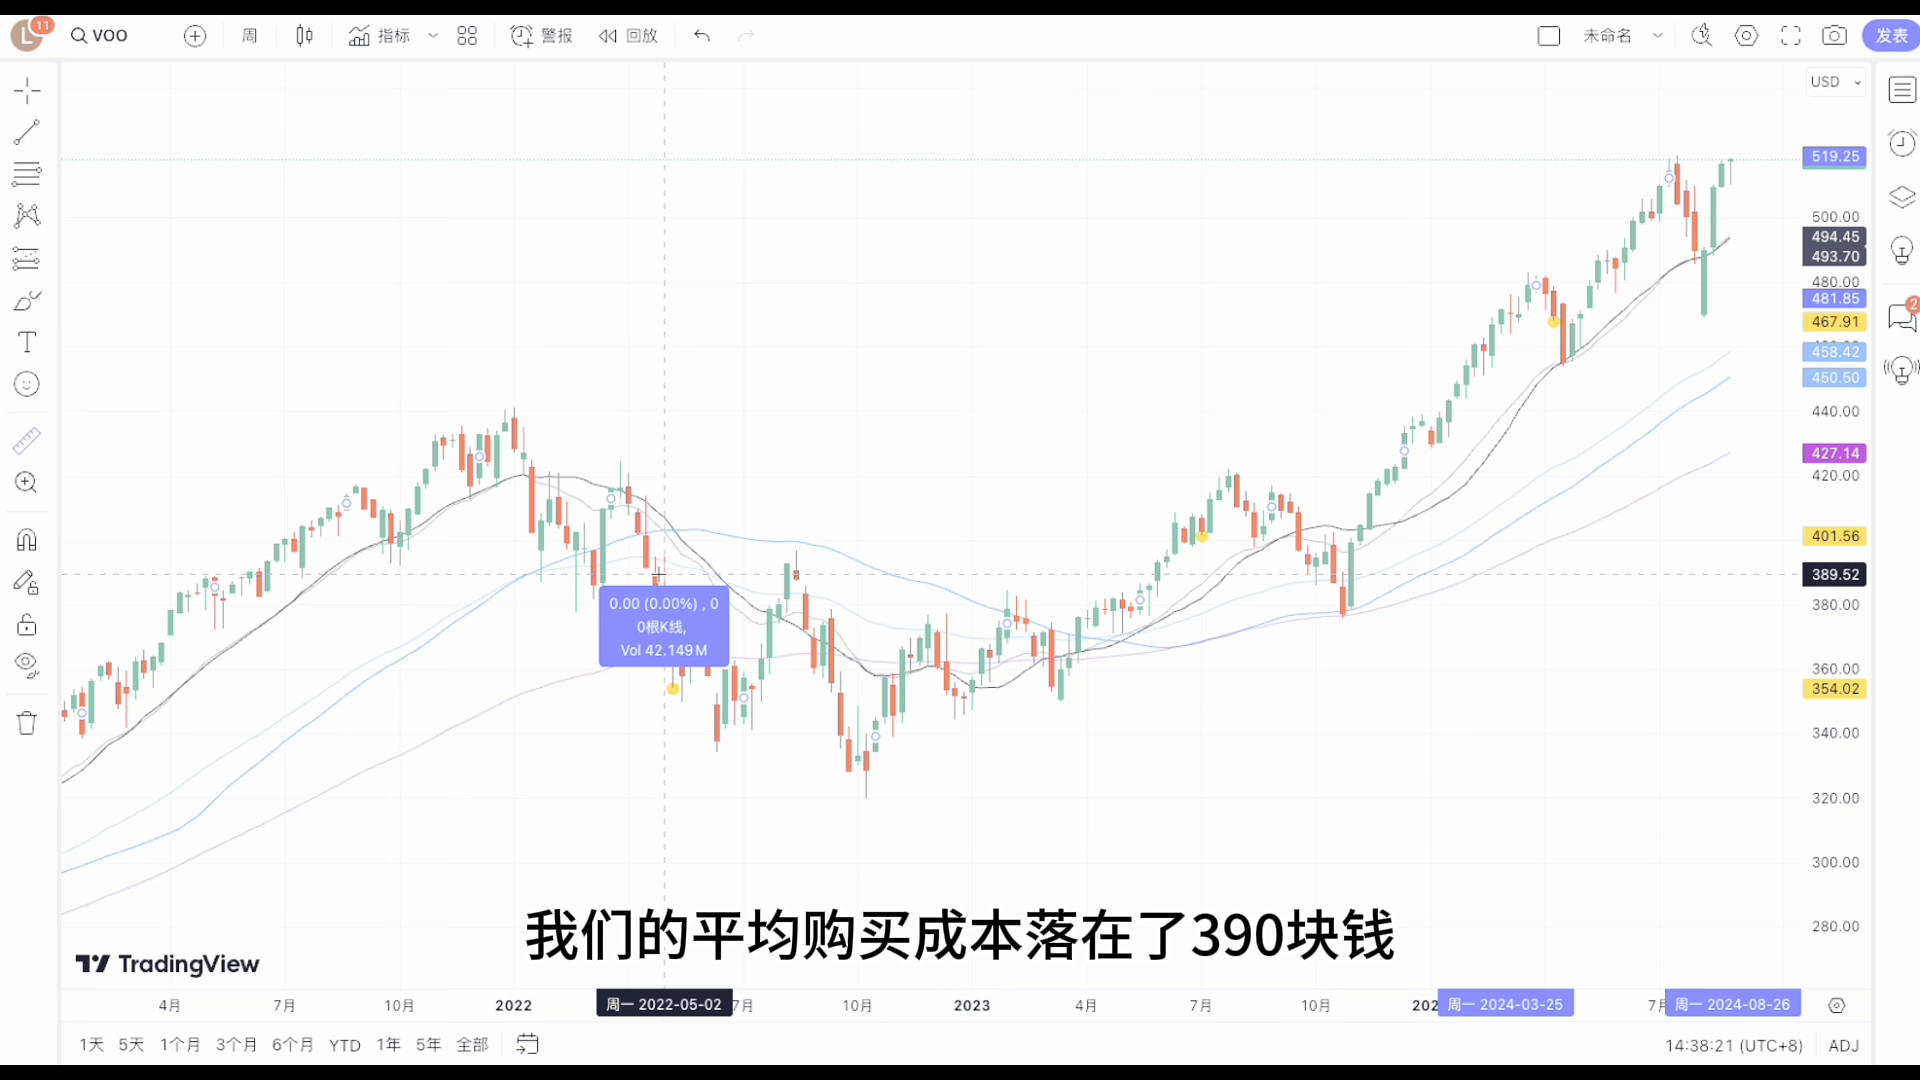 L 11 VOO 周 指标 警报 回放 未命名 发表
USD
519.25
500.00
494.45
493.70
480.00
481.85
467.91
458.42
450.50
440.00
427.14
420.00
401.56
389.52
380.00
360.00
354.02
340.00
320.00
300.00
280.00
2
0.00 (0.00%) , 0
0根K线,
Vol 42.149M
我们的平均购买成本落在了390块钱
TradingView
4月 7月 10月 2022 周一 2022-05-02 7月 10月 2023 4月 7月 10月 202 周一 2024-03-25 7月 周一 2024-08-26
1天 5天 1个月 3个月 6个月 YTD 1年 5年 全部 14:38:21 (UTC+8) ADJ